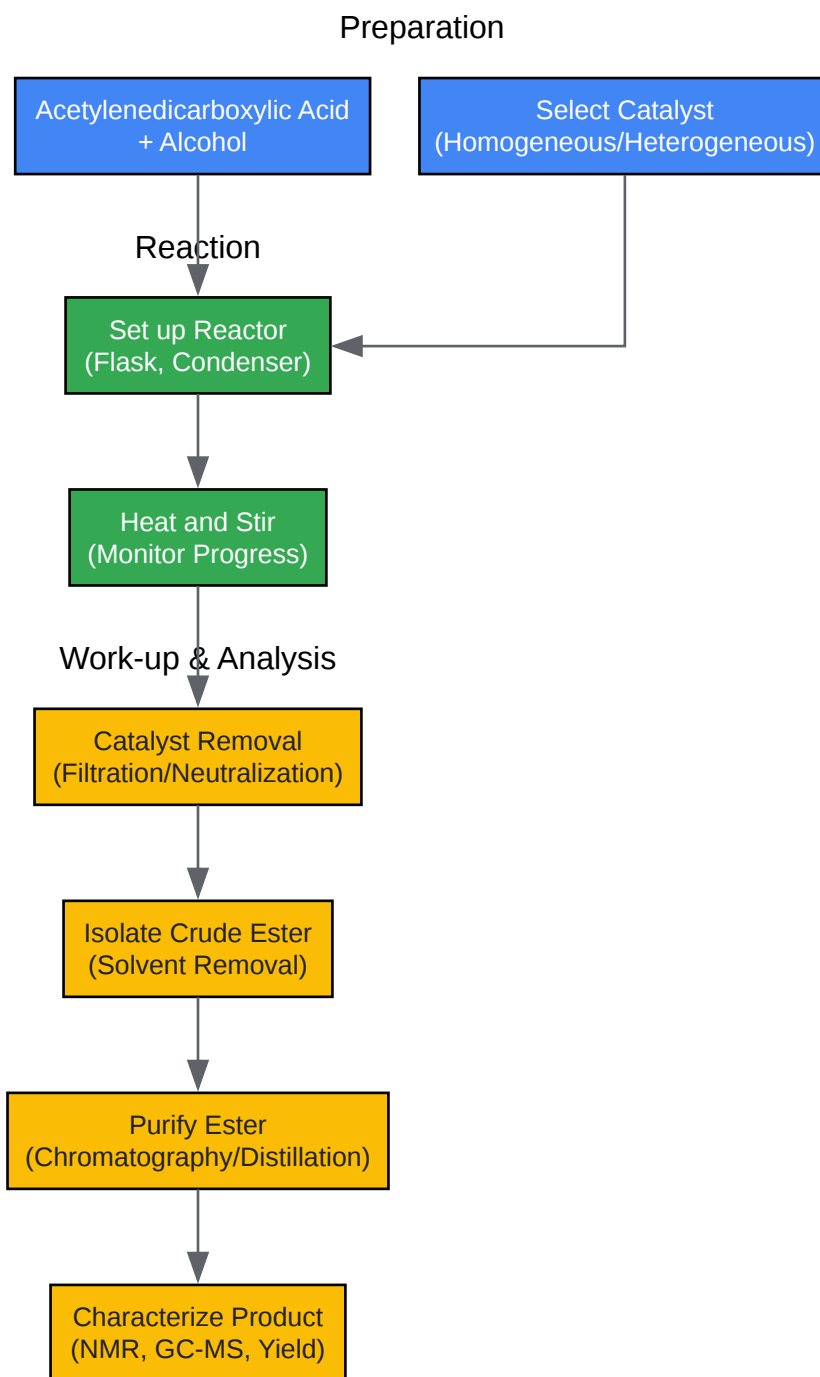 Preparation
Acetylenedicarboxylic Acid
+ Alcohol
Select Catalyst
(Homogeneous/Heterogeneous)
Reaction
Set up Reactor
(Flask, Condenser)
Heat and Stir
(Monitor Progress)
Work-up & Analysis
Catalyst Removal
(Filtration/Neutralization)
Isolate Crude Ester
(Solvent Removal)
Purify Ester
(Chromatography/Distillation)
Characterize Product
(NMR, GC-MS, Yield)